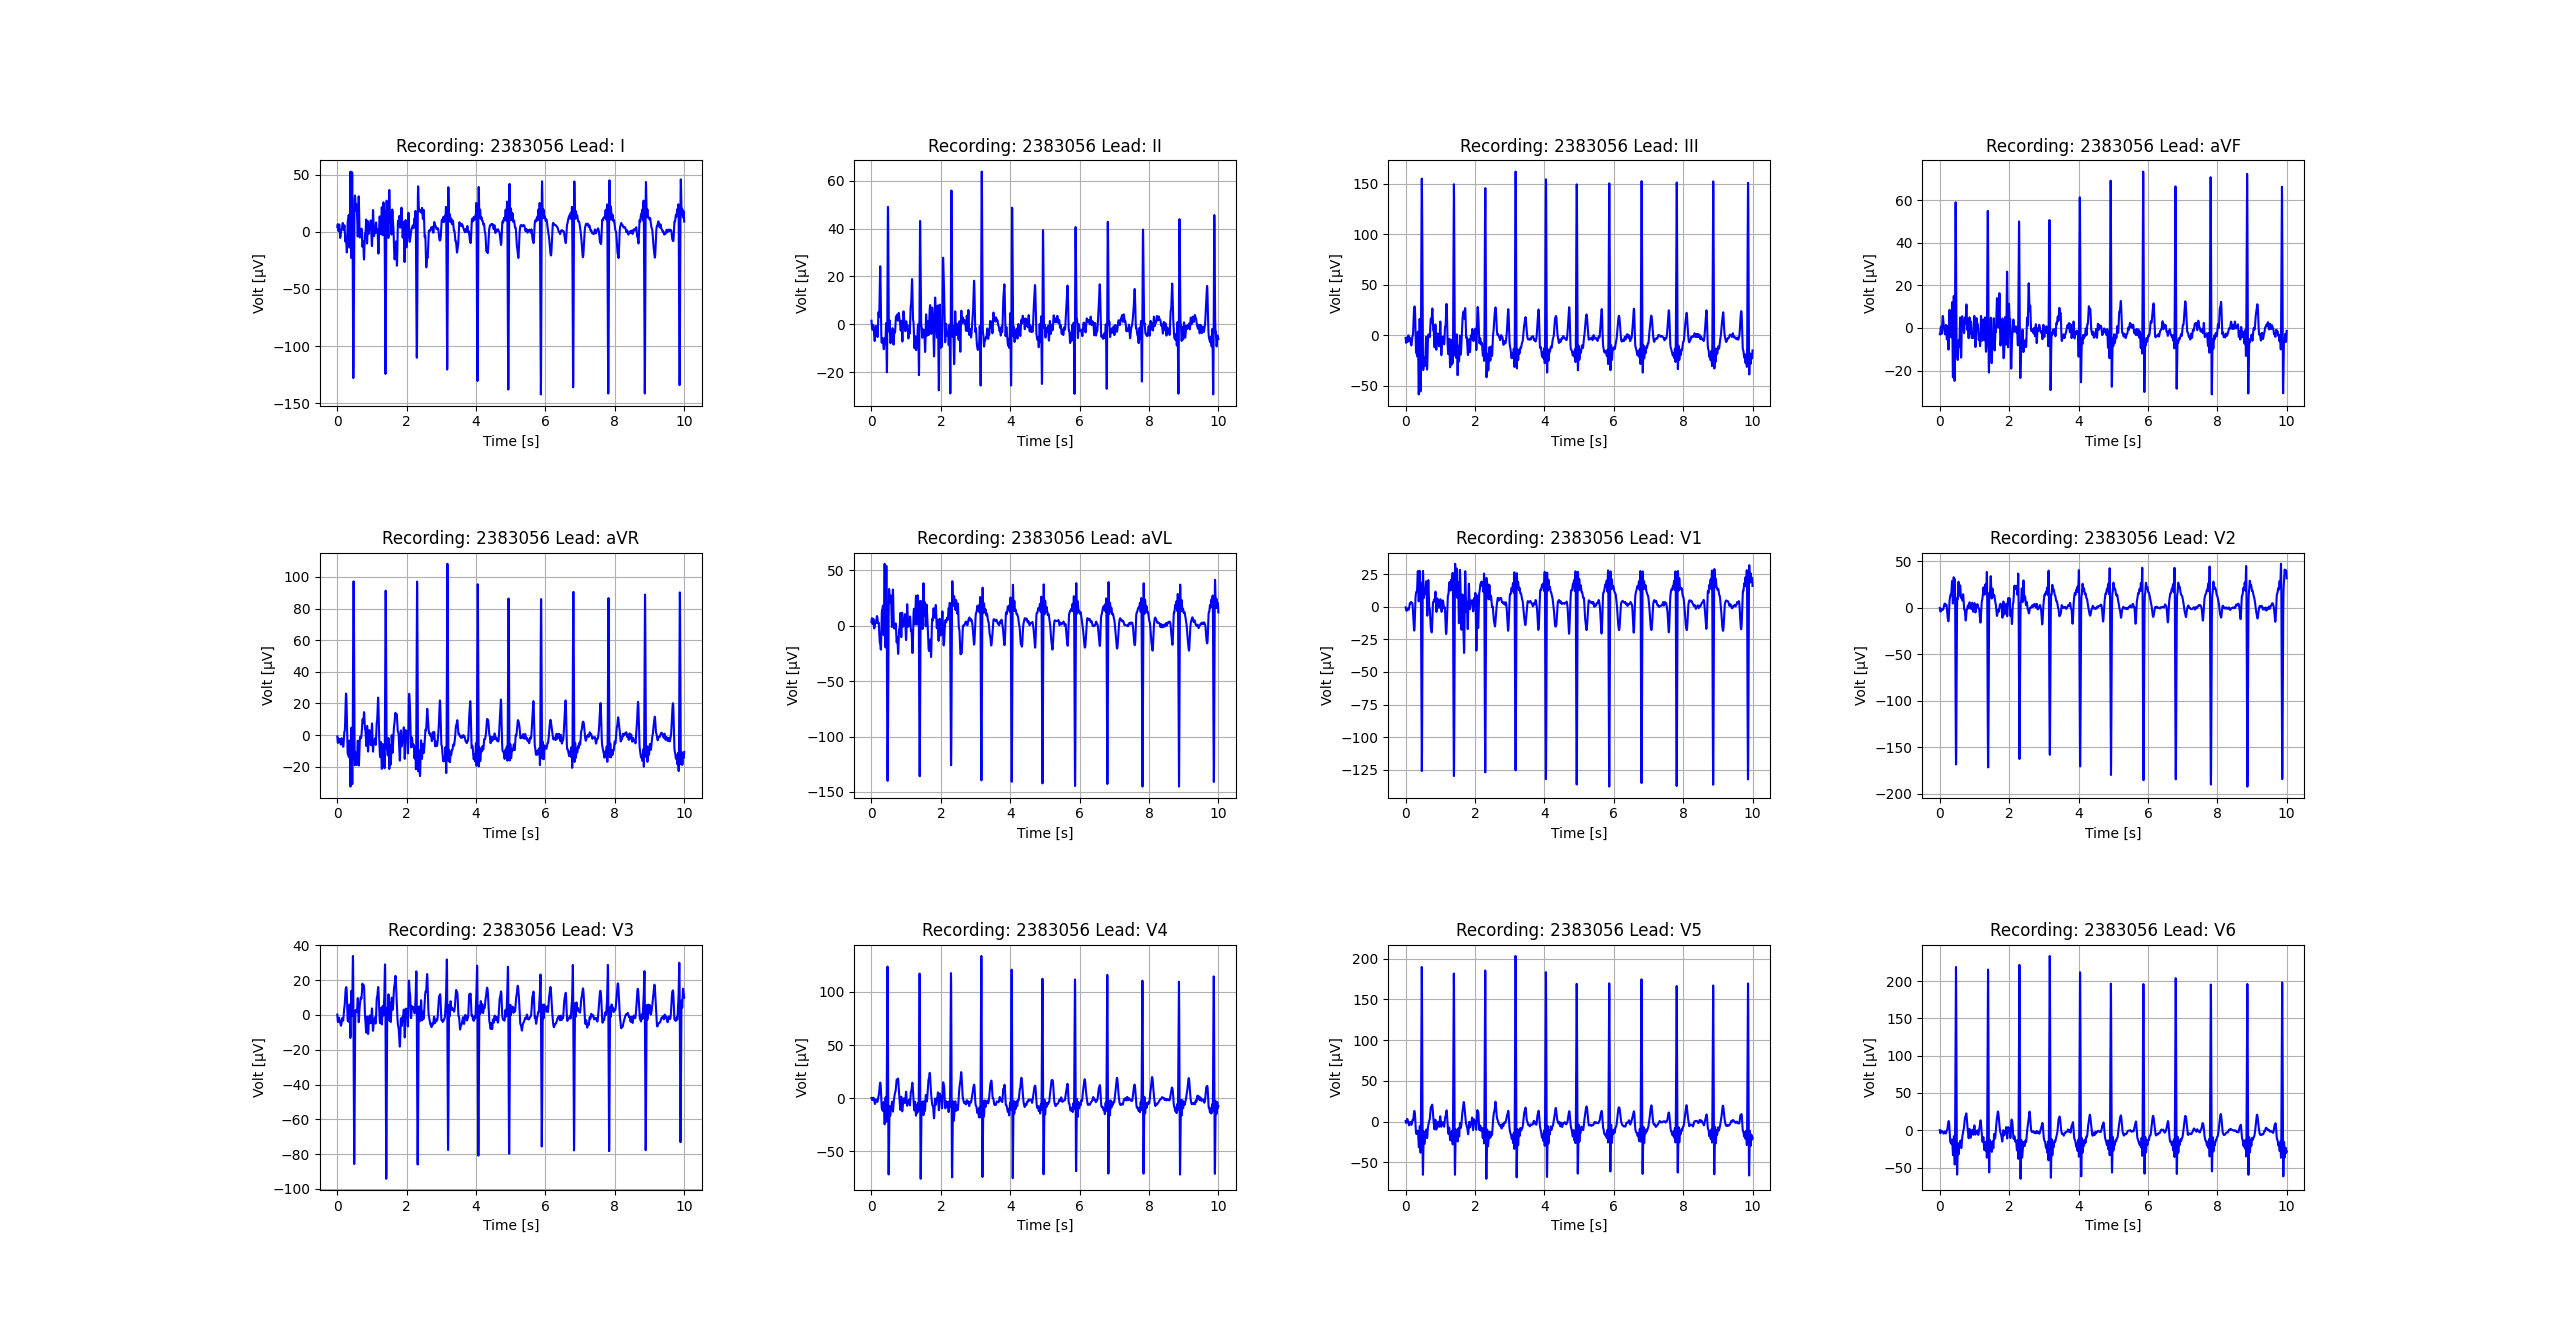 Recording: 2383056 Lead: I
50
0
−50
−100
−150
Volt [µV]
0 2 4 6 8 10
Time [s]
Recording: 2383056 Lead: II
60
40
20
0
−20
Volt [µV]
0 2 4 6 8 10
Time [s]
Recording: 2383056 Lead: III
150
100
50
0
−50
Volt [µV]
0 2 4 6 8 10
Time [s]
Recording: 2383056 Lead: aVF
60
40
20
0
−20
Volt [µV]
0 2 4 6 8 10
Time [s]
Recording: 2383056 Lead: aVR
100
80
60
40
20
0
−20
Volt [µV]
0 2 4 6 8 10
Time [s]
Recording: 2383056 Lead: aVL
50
0
−50
−100
−150
Volt [µV]
0 2 4 6 8 10
Time [s]
Recording: 2383056 Lead: V1
25
0
−25
−50
−75
−100
−125
Volt [µV]
0 2 4 6 8 10
Time [s]
Recording: 2383056 Lead: V2
50
0
−50
−100
−150
−200
Volt [µV]
0 2 4 6 8 10
Time [s]
Recording: 2383056 Lead: V3
40
20
0
−20
−40
−60
−80
−100
Volt [µV]
0 2 4 6 8 10
Time [s]
Recording: 2383056 Lead: V4
100
50
0
−50
Volt [µV]
0 2 4 6 8 10
Time [s]
Recording: 2383056 Lead: V5
200
150
100
50
0
−50
Volt [µV]
0 2 4 6 8 10
Time [s]
Recording: 2383056 Lead: V6
200
150
100
50
0
−50
Volt [µV]
0 2 4 6 8 10
Time [s]